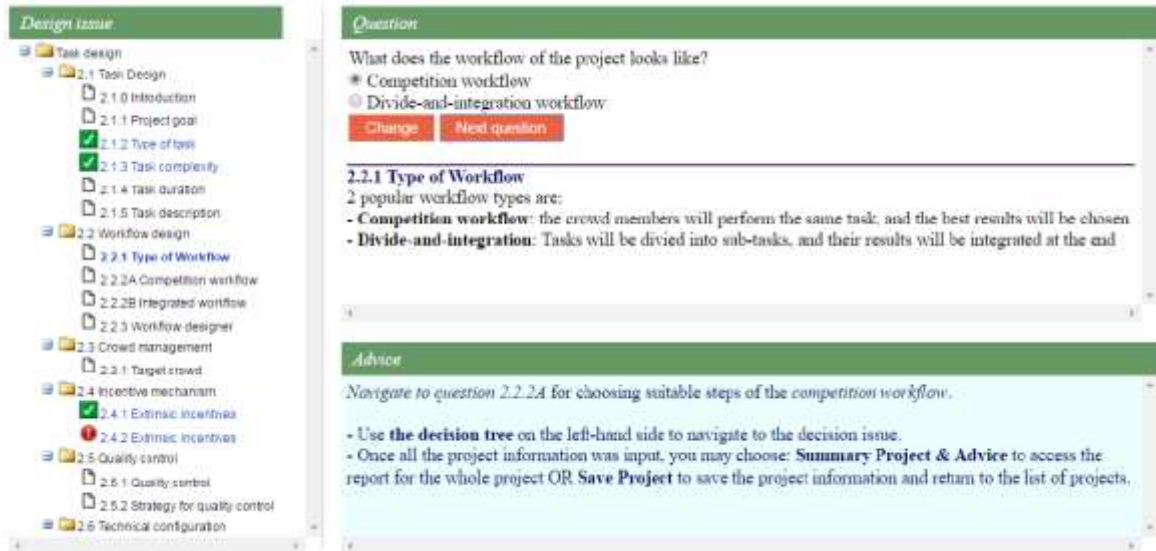 Design issue
Task design
2.1 Task Design
2.1.0 Introduction
2.1.1 Project goal
2.1.2 Type of task
2.1.3 Task complexity
2.1.4 Task duration
2.1.5 Task description
2.2 Workflow design
2.2.1 Type of Workflow
2.2.2A Competition workflow
2.2.2B Integrated workflow
2.2.3 Workflow designer
2.3 Crowd management
2.3.1 Target crowd
2.4 Incentive mechanism
2.4.1 Extrinsic incentives
2.4.2 Extrinsic incentives
2.5 Quality control
2.5.1 Quality control
2.5.2 Strategy for quality control
2.6 Technical configuration
Question
What does the workflow of the project looks like?
Competition workflow
Divide-and-integration workflow
Change Next question
2.2.1 Type of Workflow
2 popular workflow types are:
- Competition workflow: the crowd members will perform the same task, and the best results will be chosen
- Divide-and-integration: Tasks will be divied into sub-tasks, and their results will be integrated at the end
Advice
Navigate to question 2.2.2A for choosing suitable steps of the competition workflow.
- Use the decision tree on the left-hand side to navigate to the decision issue.
- Once all the project information was input, you may choose: Summary Project & Advice to access the
report for the whole project OR Save Project to save the project information and return to the list of projects.